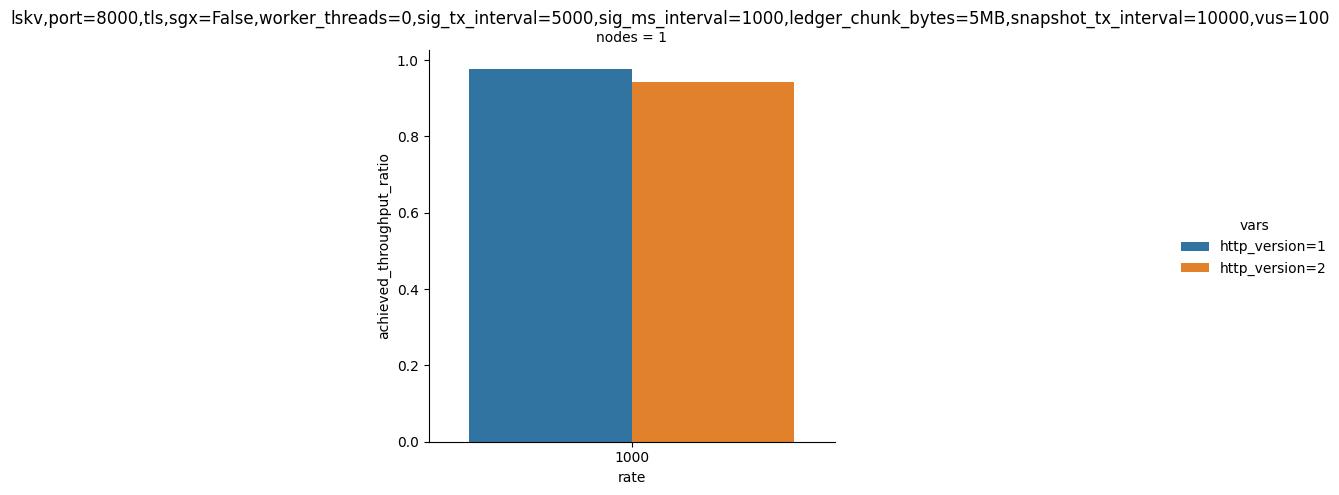 lskv,port=8000,tls,sgx=False,worker_threads=0,sig_tx_interval=5000,sig_ms_interval=1000,ledger_chunk_bytes=5MB,snapshot_tx_interval=10000,vus=100
nodes = 1
1.0
0.8
0.6
0.4
0.2
0.0
achieved_throughput_ratio
1000
rate
vars
http_version=1
http_version=2